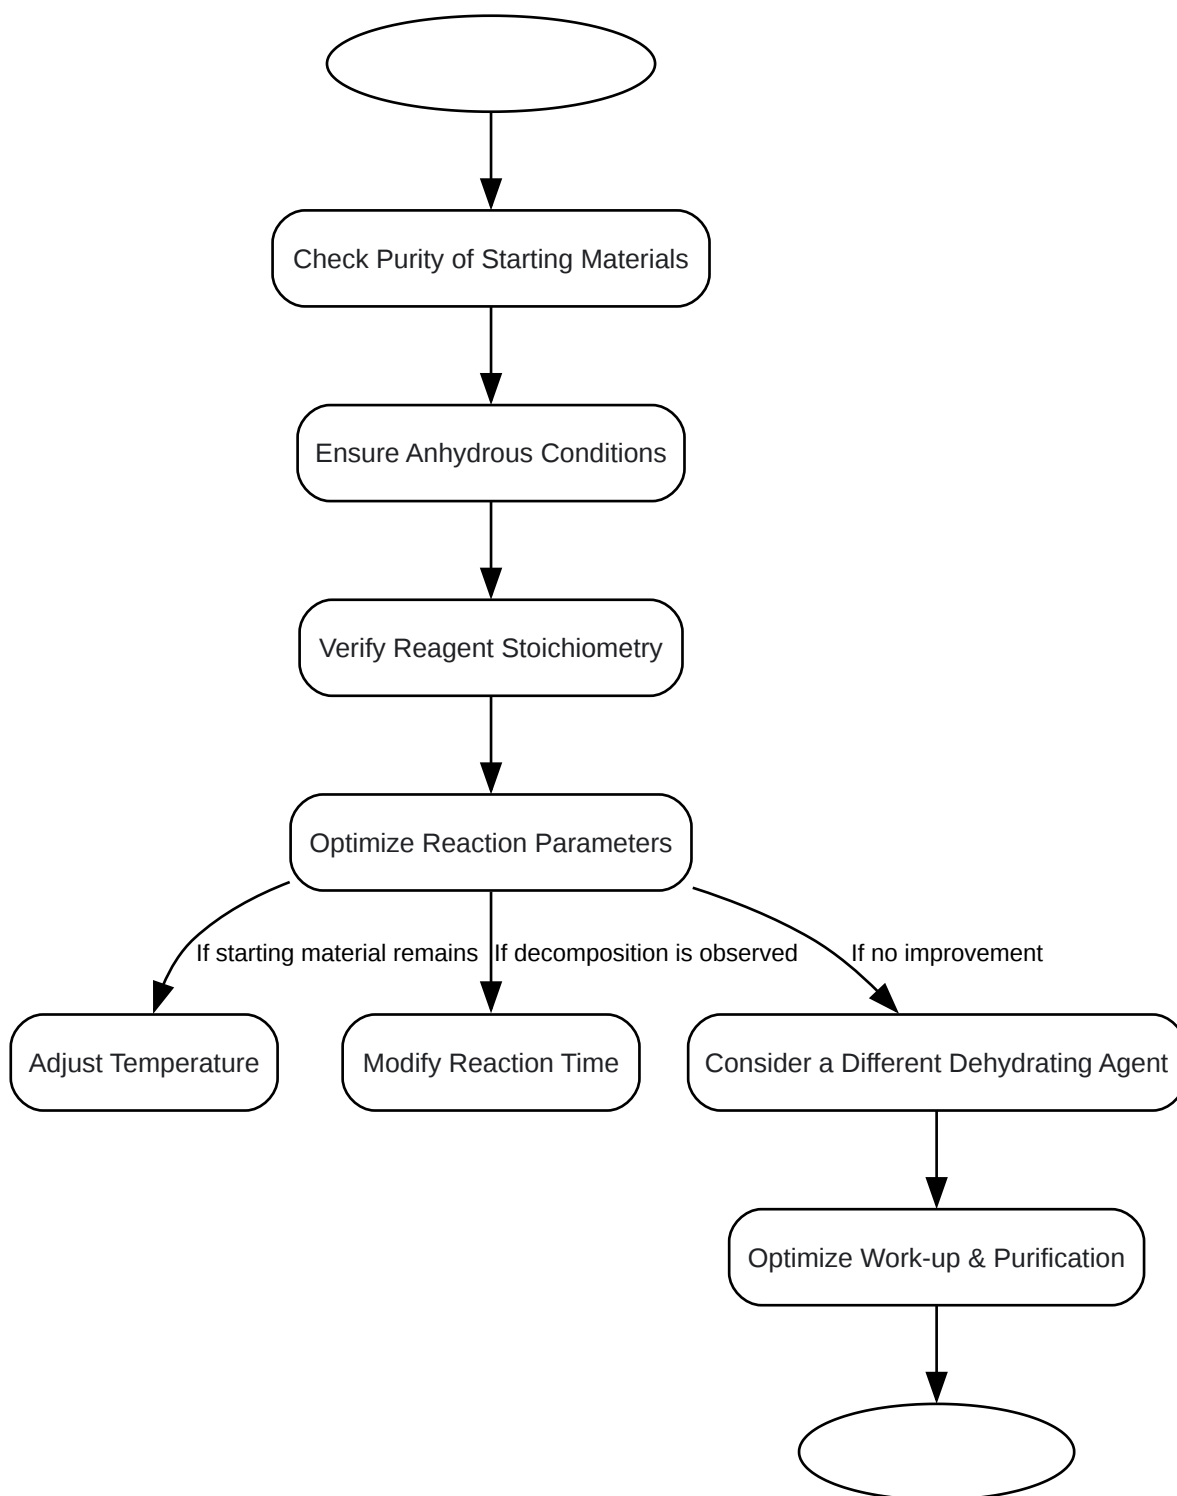 Check Purity of Starting Materials
Ensure Anhydrous Conditions
Verify Reagent Stoichiometry
Optimize Reaction Parameters
If starting material remains
If decomposition is observed
If no improvement
Adjust Temperature
Modify Reaction Time
Consider a Different Dehydrating Agent
Optimize Work-up & Purification